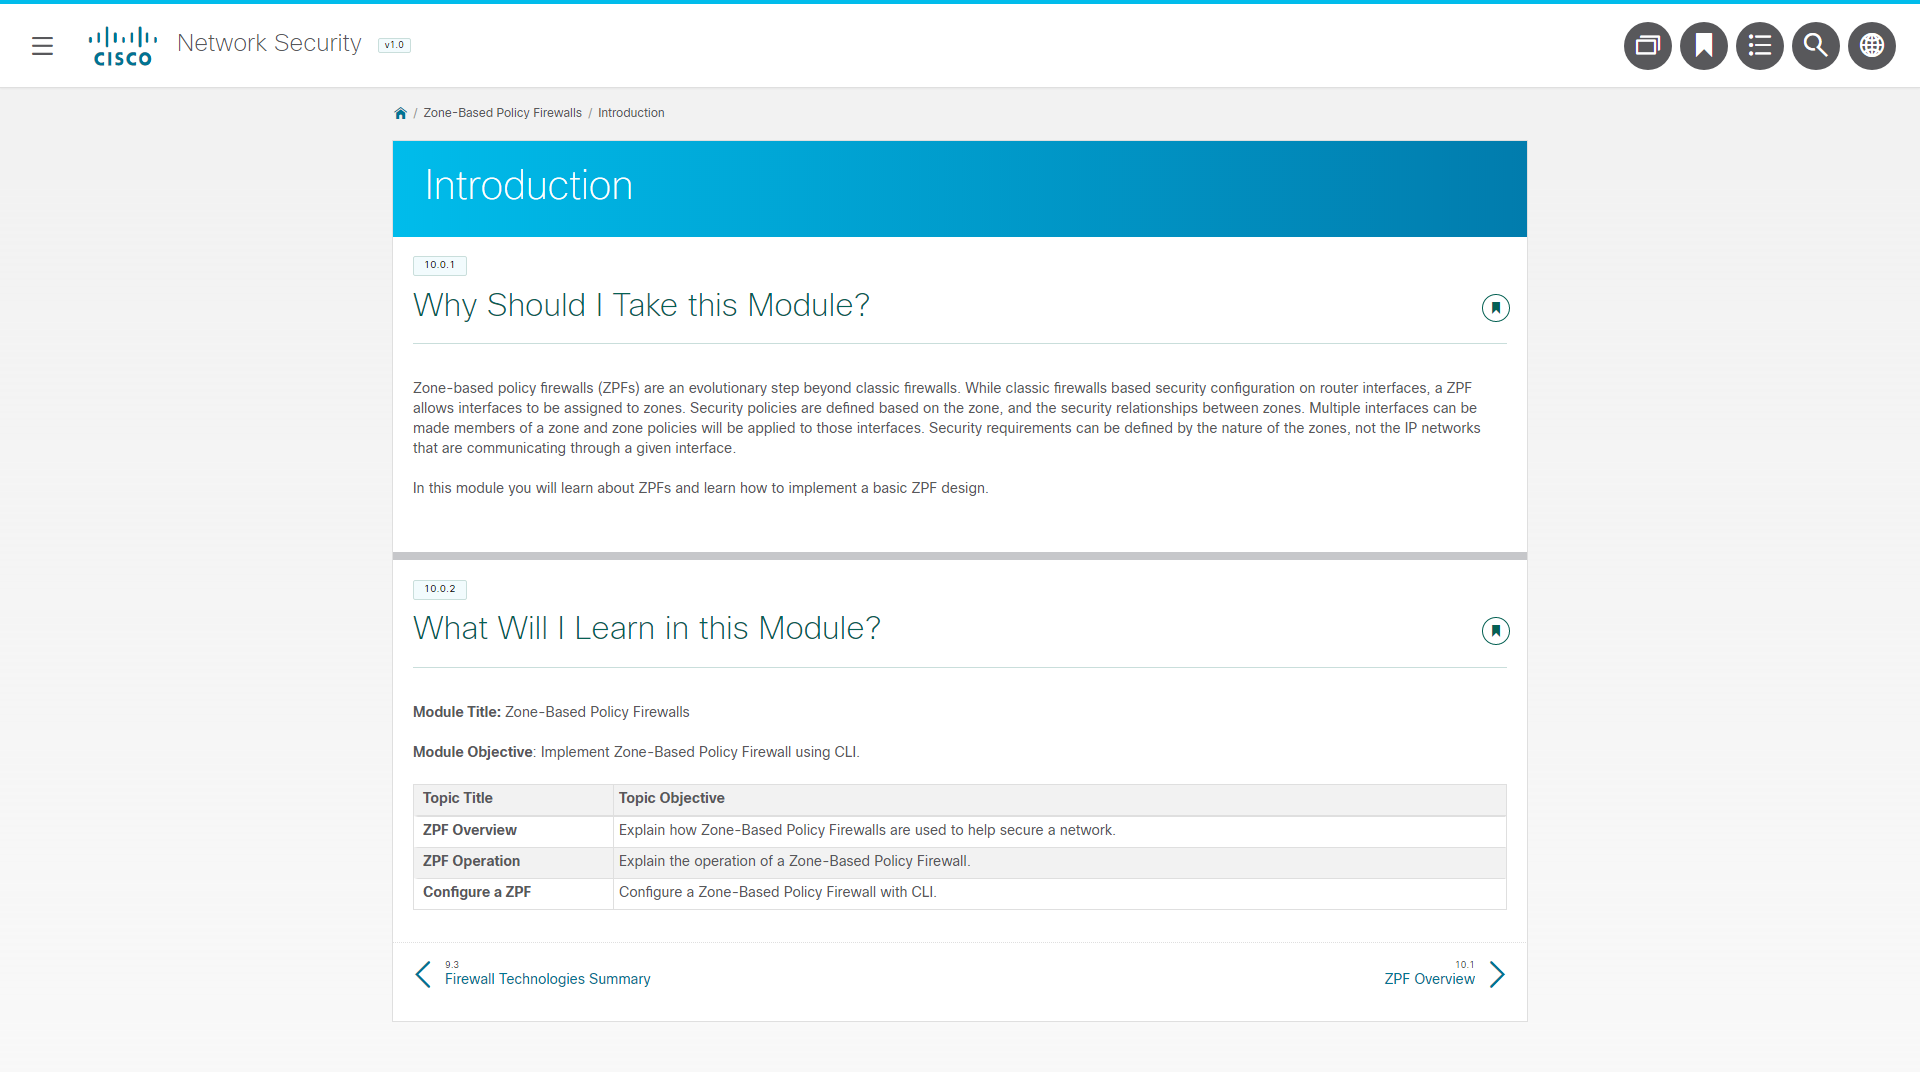 CISCO
Network Security
v1.0
/ Zone-Based Policy Firewalls / Introduction
Introduction
10.0.1
Why Should I Take this Module?
Zone-based policy firewalls (ZPFs) are an evolutionary step beyond classic firewalls. While classic firewalls based security configuration on router interfaces, a ZPF
allows interfaces to be assigned to zones. Security policies are defined based on the zone, and the security relationships between zones. Multiple interfaces can be
made members of a zone and zone policies will be applied to those interfaces. Security requirements can be defined by the nature of the zones, not the IP networks
that are communicating through a given interface.
In this module you will learn about ZPFs and learn how to implement a basic ZPF design.
10.0.2
What Will I Learn in this Module?
Module Title: Zone-Based Policy Firewalls
Module Objective: Implement Zone-Based Policy Firewall using CLI.
Topic Title Topic Objective
ZPF Overview Explain how Zone-Based Policy Firewalls are used to help secure a network.
ZPF Operation Explain the operation of a Zone-Based Policy Firewall.
Configure a ZPF Configure a Zone-Based Policy Firewall with CLI.
9.3
Firewall Technologies Summary
10.1
ZPF Overview